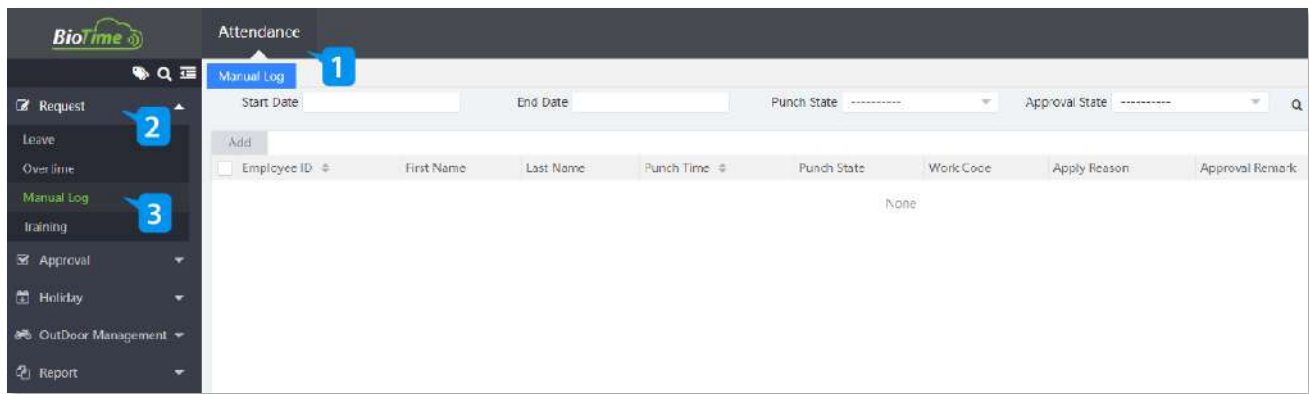 BioTime
Attendance
1
Manual Log
Request
2
Leave
Overtime
Manual Log
3
Training
Approval
Holiday
OutDoor Management
Report
Start Date
End Date
Punch State ----------
Approval State ----------
Add
Employee ID
First Name
Last Name
Punch Time
Punch State
Work Code
Apply Reason
Approval Remark
None